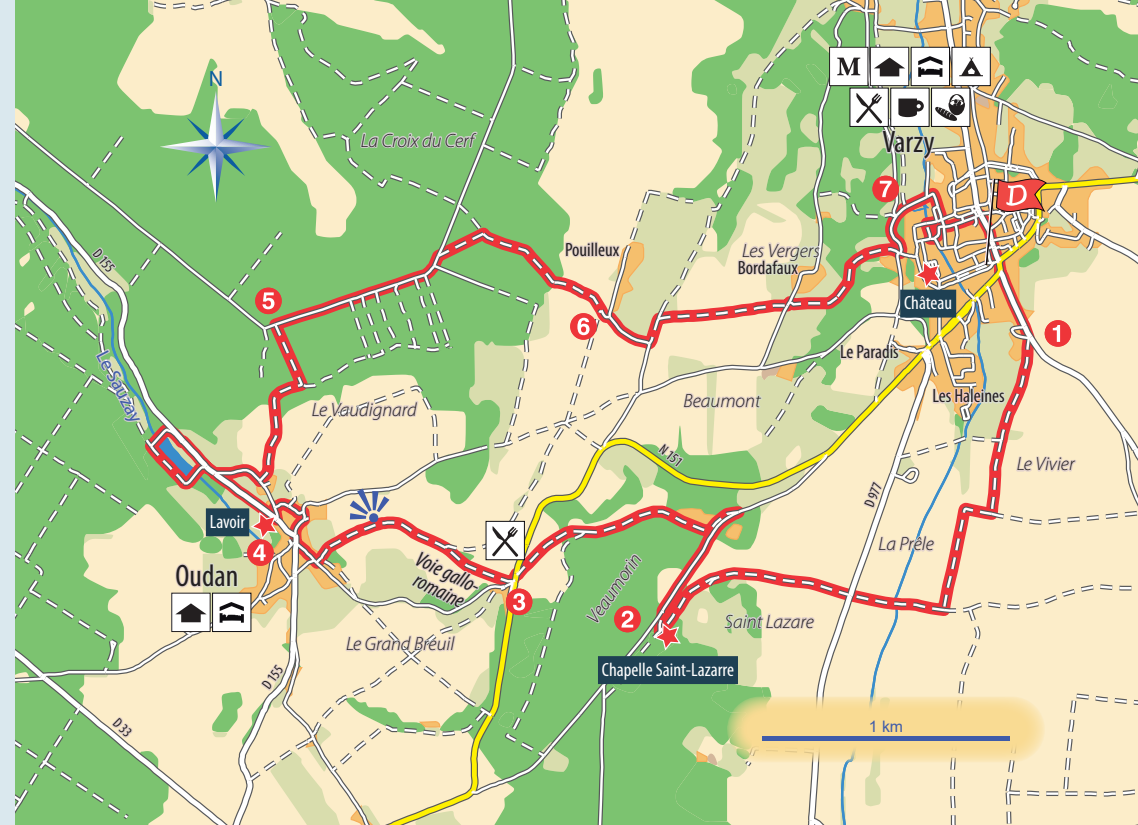 N
La Croix du Cerf
M
Varzy
7
D
D 155
Pouilleux
Les Vergers
Bordafaux
Château
5
6
1
Le Sauzay
Le Paradis
Les Haleines
Le Vaudignard
Beaumont
N 151
Le Vivier
D 977
Lavoir
4
La Prêle
Oudan
Voie gallo-
romaine
3
Veaumorin
2
Saint Lazare
Le Grand Breuil
Chapelle Saint-Lazarre
D 155
D 33
1 km